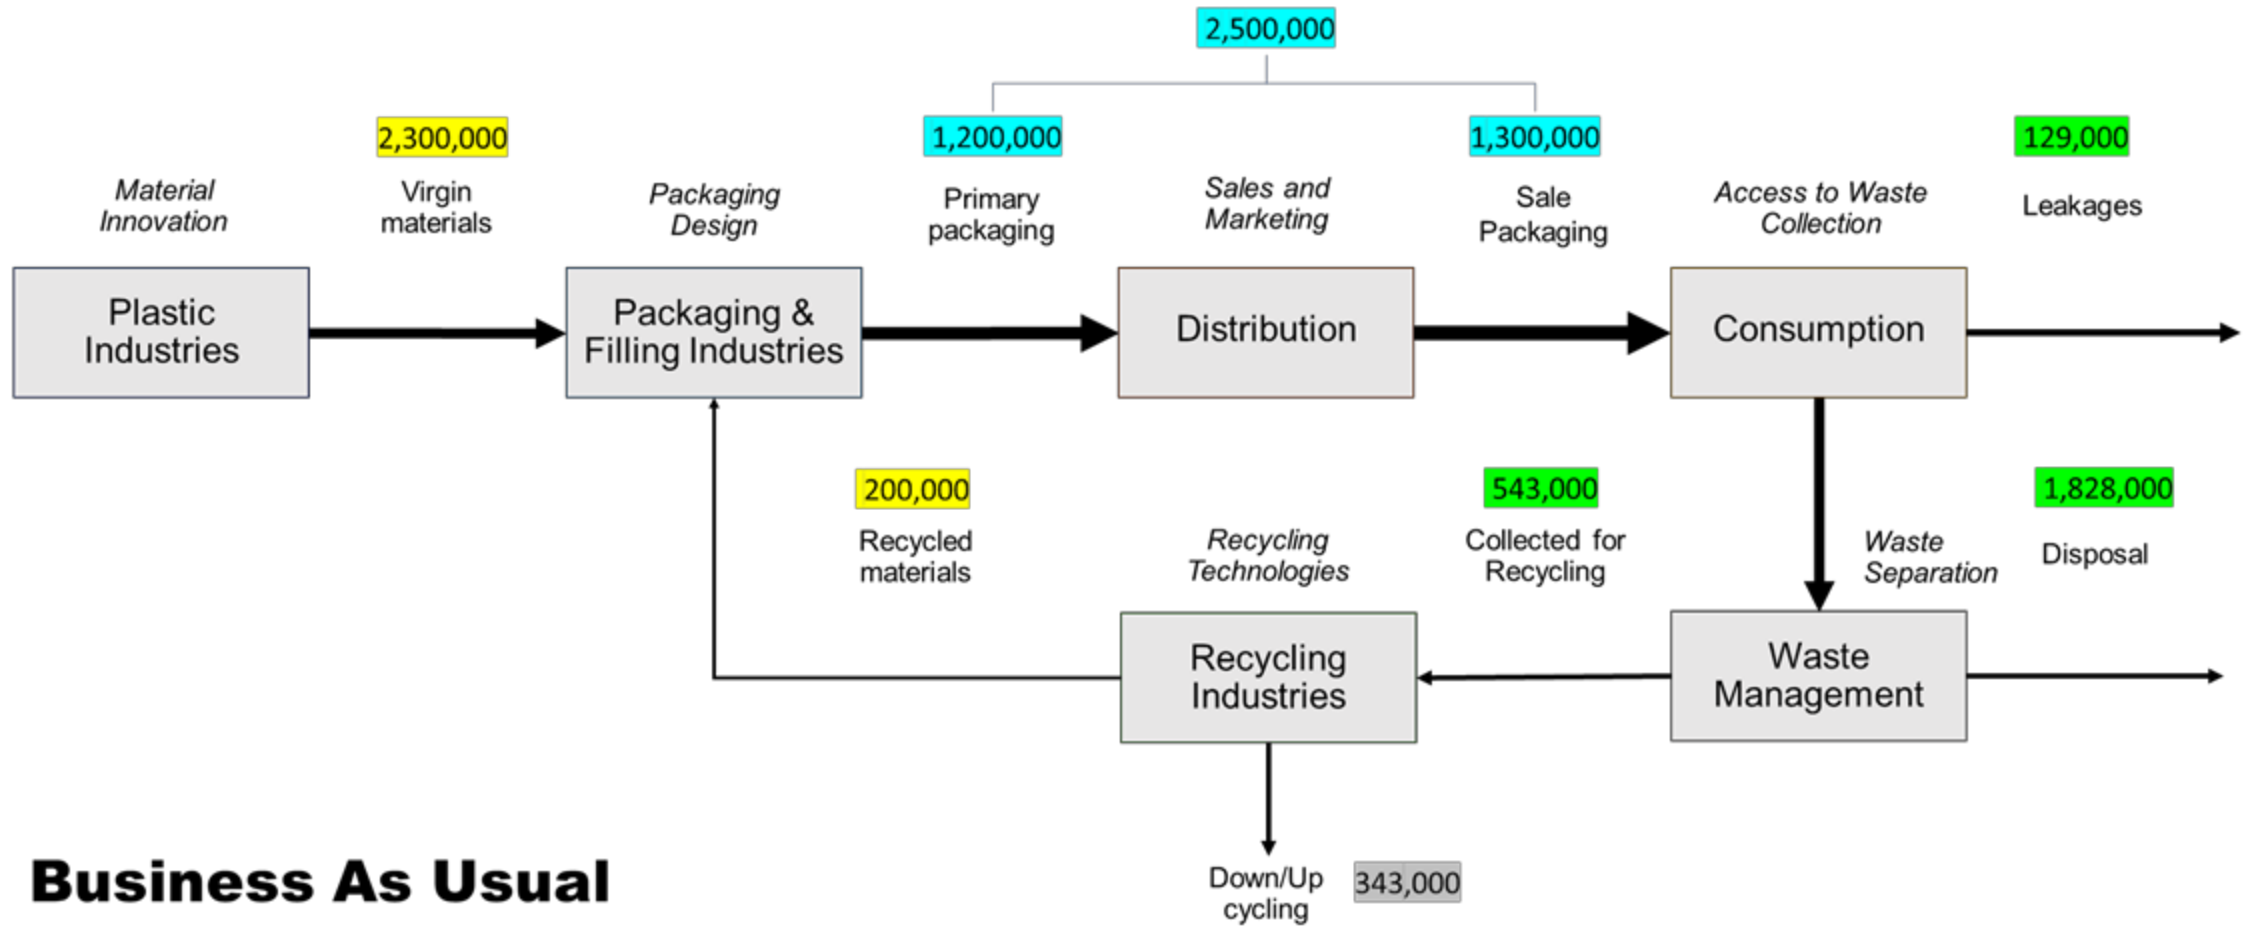 2,500,000
2,300,000
1,200,000
1,300,000
129,000
Material
Innovation
Virgin
materials
Packaging
Design
Primary
packaging
Sales and
Marketing
Sale
Packaging
Access to Waste
Collection
Leakages
Plastic
Industries
Packaging &
Filling Industries
Distribution
Consumption
200,000
543,000
1,828,000
Recycled
materials
Recycling
Technologies
Collected for
Recycling
Waste
Separation
Disposal
Recycling
Industries
Waste
Management
Business As Usual
Down/Up
cycling
343,000